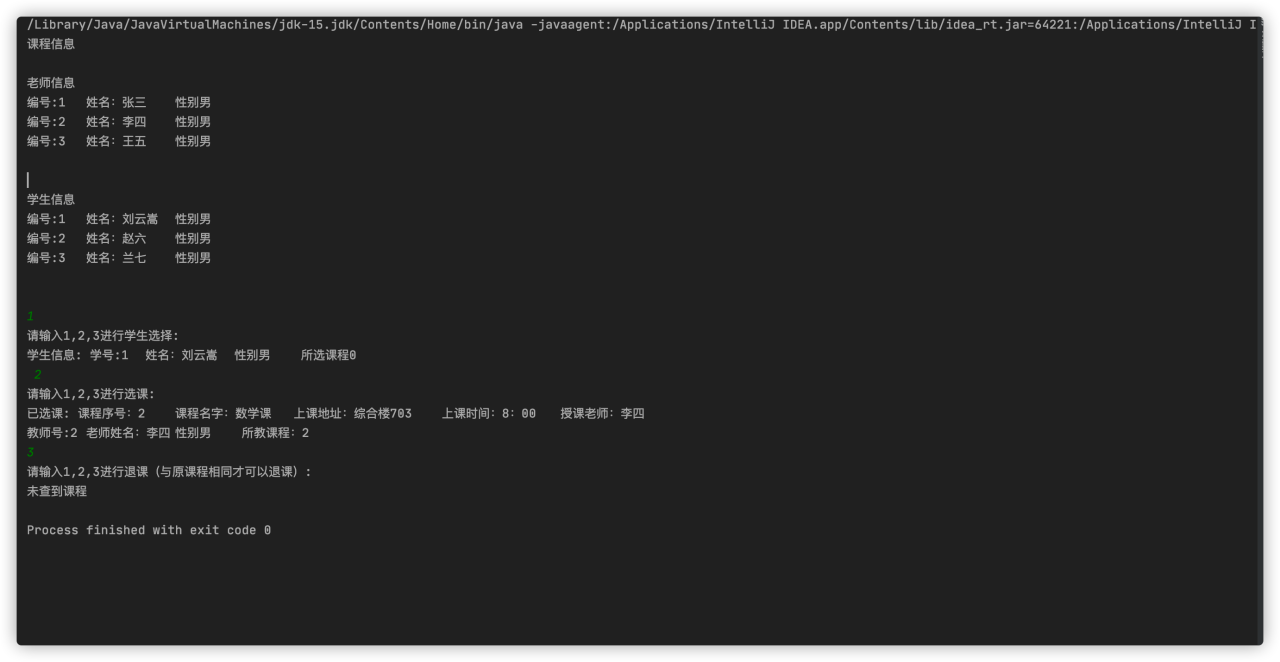 /Library/Java/JavaVirtualMachines/jdk-15.jdk/Contents/Home/bin/java -javaagent:/Applications/IntelliJ IDEA.app/Contents/lib/idea_rt.jar=64221:/Applications/IntelliJ I
课程信息
老师信息
编号:1 姓名: 张三 性别男
编号:2 姓名: 李四 性别男
编号:3 姓名: 王五 性别男
学生信息
编号:1 姓名: 刘云嵩 性别男
编号:2 姓名: 赵六 性别男
编号:3 姓名: 兰七 性别男
1
请输入1,2,3进行学生选择:
学生信息: 学号:1 姓名: 刘云嵩 性别男 所选课程0
2
请输入1,2,3进行选课:
已选课: 课程序号: 2 课程名字: 数学课 上课地址: 综合楼703 上课时间: 8: 00 授课老师: 李四
教师号:2 老师姓名: 李四 性别男 所教课程: 2
3
请输入1,2,3进行退课（与原课程相同才可以退课）:
未查到课程
Process finished with exit code 0